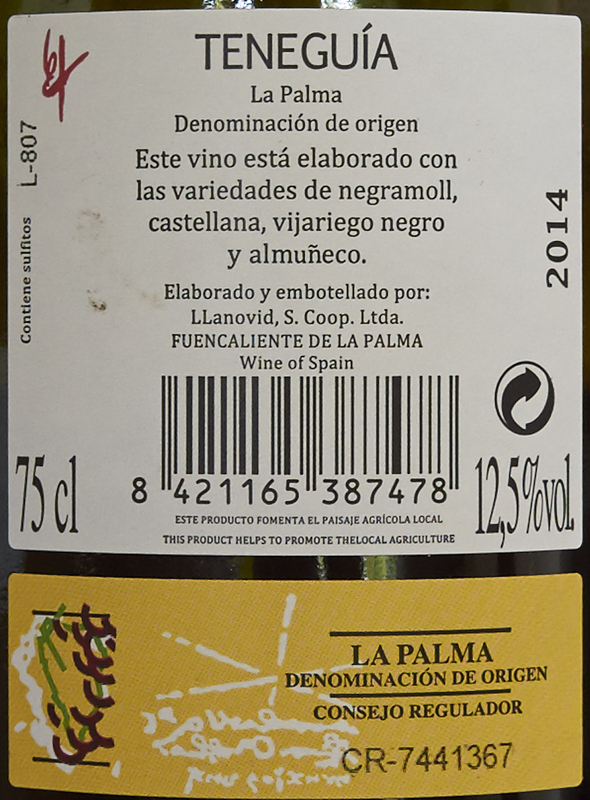 TENEGUÍA
La Palma
Denominación de origen
Este vino está elaborado con
las variedades de negramoll,
castellana, vijariego negro
y almuñeco.
Elaborado y embotellado por:
LLanovid, S. Coop. Ltda.
FUENCALIENTE DE LA PALMA
Wine of Spain
L-807
Contiene sulfitos
2014
75 cl
8 421165 387478
12,5%vol.
ESTE PRODUCTO FOMENTA EL PAISAJE AGRÍCOLA LOCAL
THIS PRODUCT HELPS TO PROMOTE THELOCAL AGRICULTURE
LA PALMA
DENOMINACIÓN DE ORIGEN
CONSEJO REGULADOR
CR-7441367